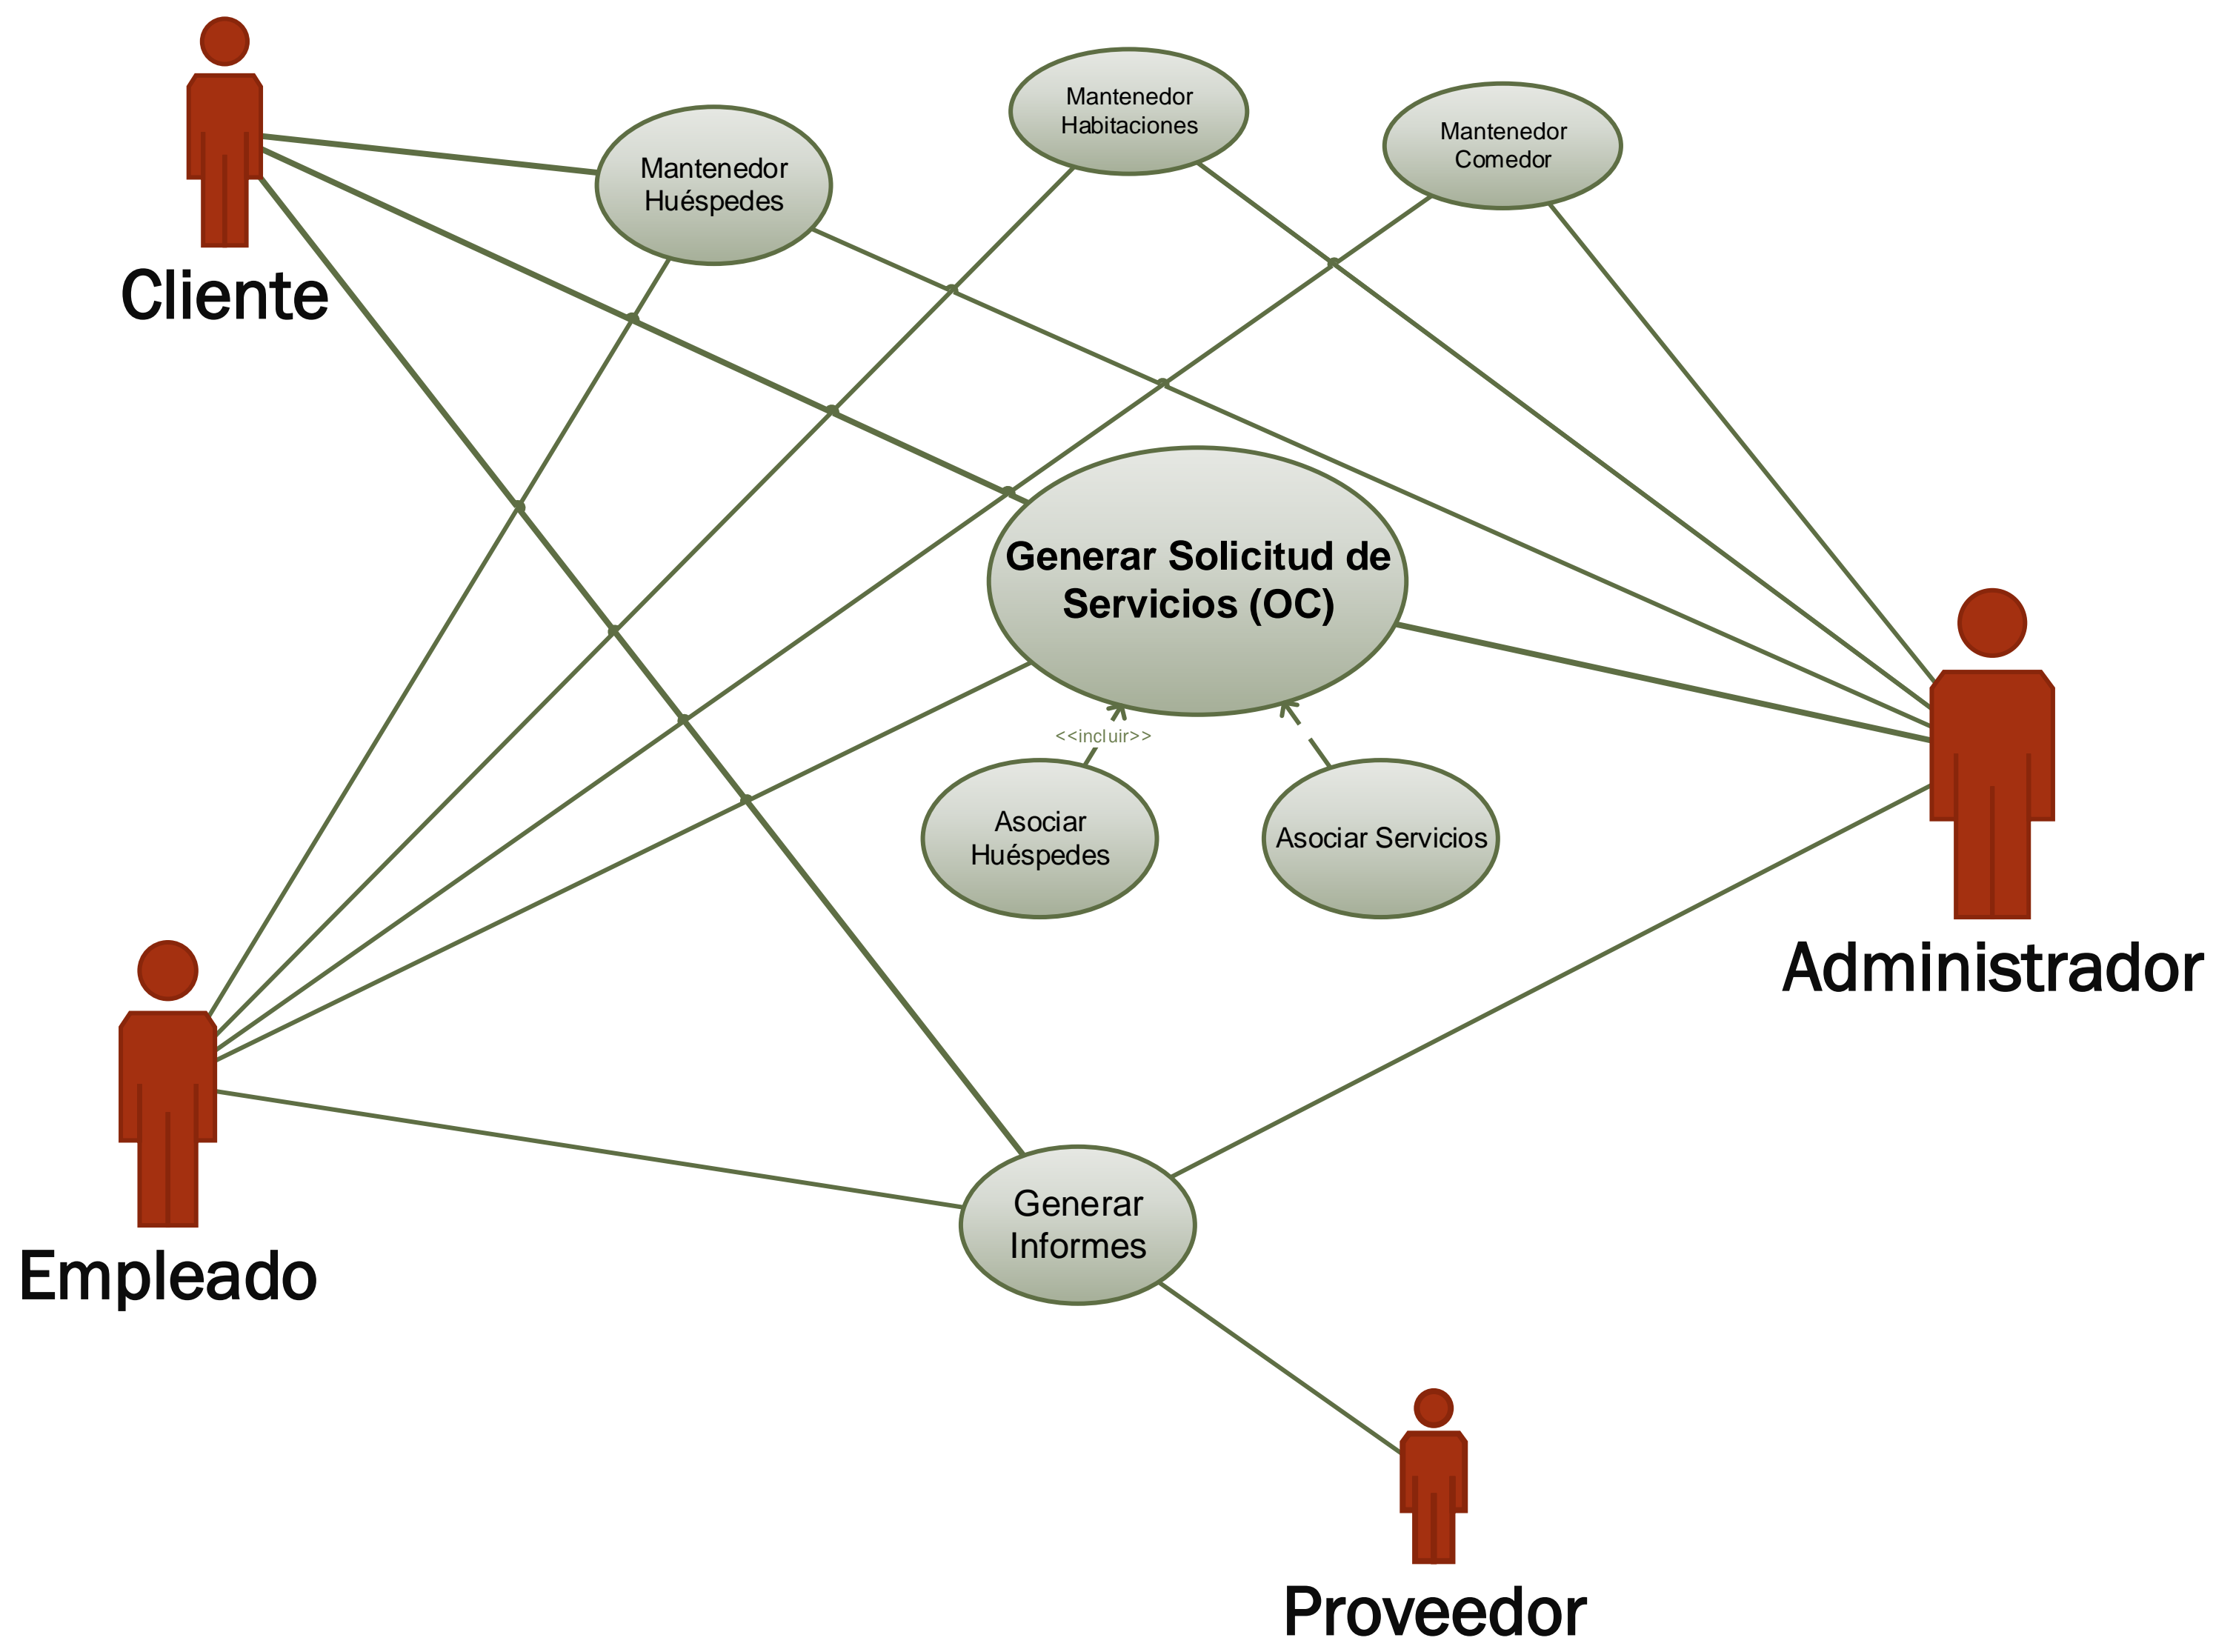 Mantenedor
Habitaciones
Mantenedor
Comedor
Mantenedor
Huéspedes
Cliente
Generar Solicitud de
Servicios (OC)
<<incluir>>
Asociar
Huéspedes
Asociar Servicios
Administrador
Empleado
Generar
Informes
Proveedor